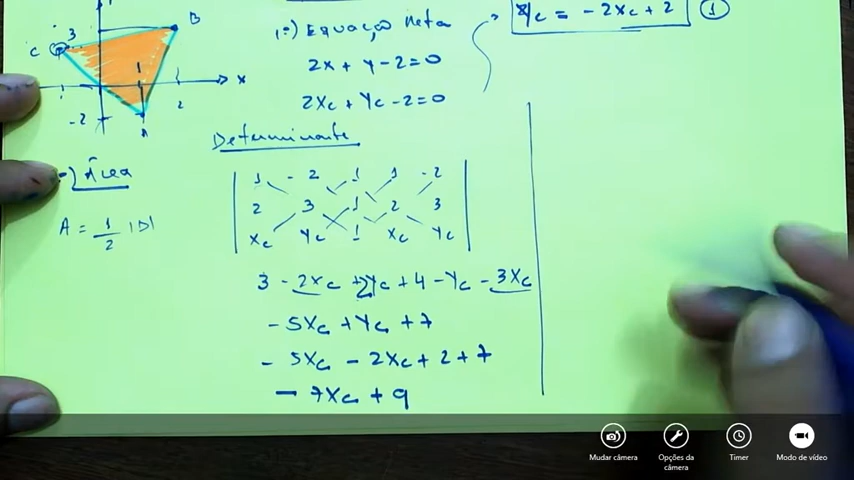 1º) Equação reta
2x + y - 2 = 0
2xc + yc - 2 = 0
yc = - 2xc + 2 ①
C 3 B
1 x
2
-2
A
Área
A = 1/2 |D|
Determinante
1 - 2 1 1 - 2
2 3 1 2 3
xc yc 1 xc yc
3 - 2xc + 2yc + 4 - yc - 3xc
- 5xc + yc + 7
- 5xc - 2xc + 2 + 7
- 7xc + 9
Mudar câmera
Opções da câmera
Timer
Modo de vídeo